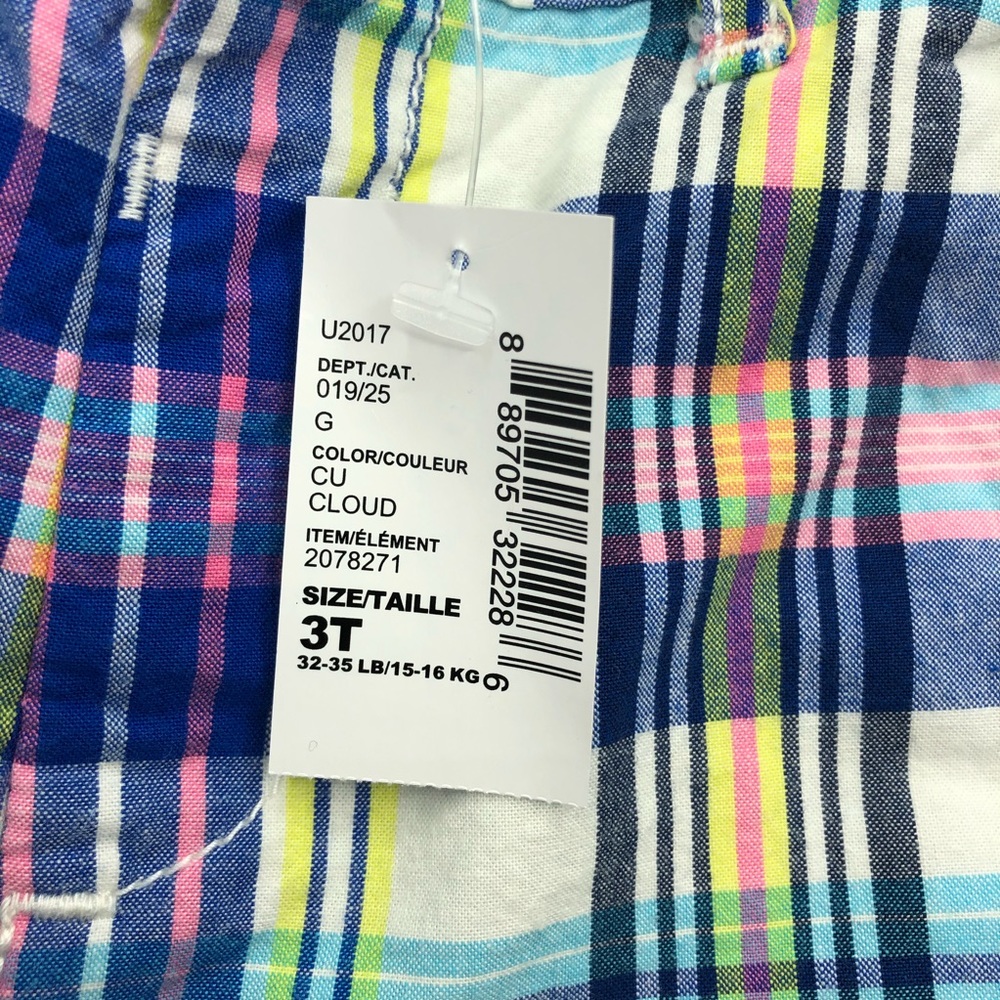 U2017
DEPT./CAT.
019/25
G
COLOR/COULEUR
CU
CLOUD
ITEM/ÉLÉMENT
2078271
SIZE/TAILLE
3T
32-35 LB/15-16 KG
8 89705 32228 6